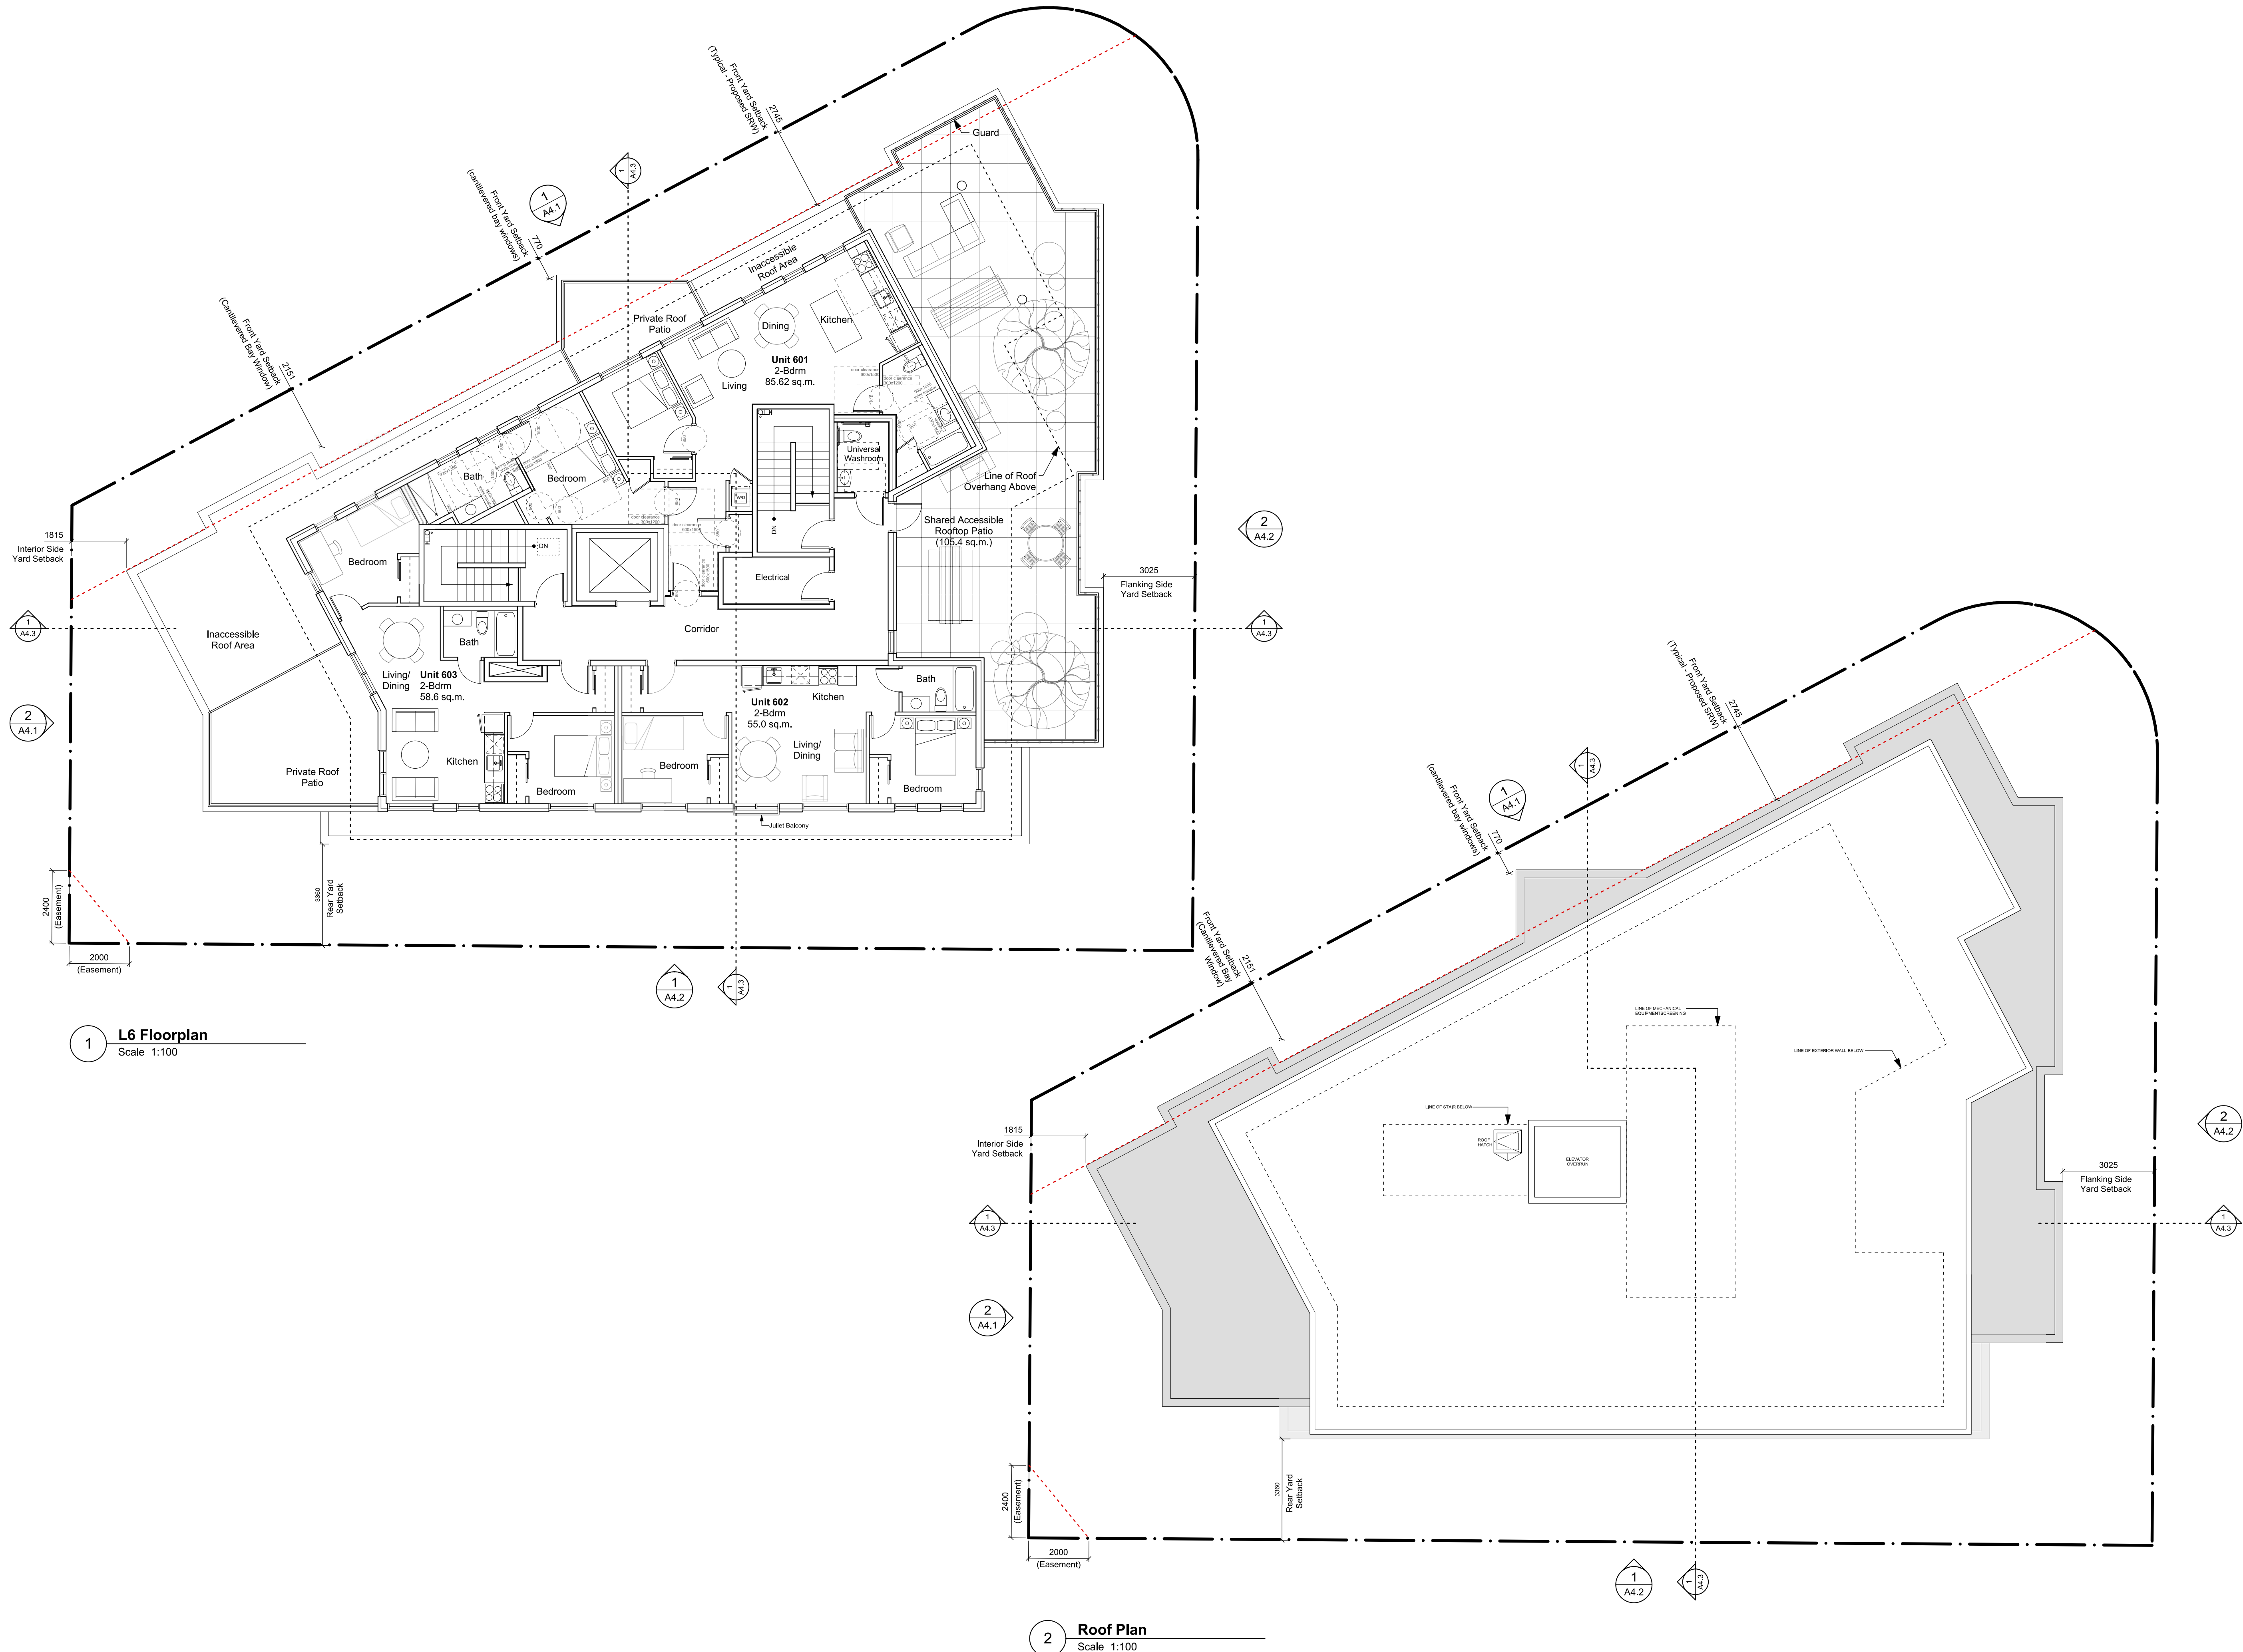 Front Yard Setback
(Typical - Proposed SRW)
2745
Guard
1
A4.3
Front Yard Setback
(cantilevered bay windows)
770
1
A4.1
Inaccessible
Roof Area
Front Yard Setback
(Cantilevered Bay Window)
2151
Private Roof
Patio
Dining
Kitchen
Unit 601
2-Bdrm
85.62 sq.m.
Living
door clearance
Universal
Washroom
Bath
Bedroom
W/D
Line of Roof
Overhang Above
door clearance
door clearance
DN
DN
Shared Accessible
Rooftop Patio
(105.4 sq.m.)
2
A4.2
1815
Interior Side
Yard Setback
Bedroom
Electrical
3025
Flanking Side
Yard Setback
1
A4.3
Inaccessible
Roof Area
Bath
Corridor
1
A4.3
Living/
Dining
Unit 603
2-Bdrm
58.6 sq.m.
Kitchen
Bath
Unit 602
2-Bdrm
55.0 sq.m.
2
A4.1
Living/
Dining
Kitchen
Private Roof
Patio
Bedroom
Bedroom
Bedroom
Juliet Balcony
2400
(Easement)
3360
Rear Yard
Setback
2000
(Easement)
1
A4.2
1
A4.3
1
L6 Floorplan
Scale 1:100
Front Yard Setback
(Typical - Proposed SRW)
2745
1
A4.3
Front Yard Setback
(cantilevered bay windows)
770
1
A4.1
Front Yard Setback
(Cantilevered Bay
Window)
2151
LINE OF MECHANICAL
EQUIPMENTSCREENING
LINE OF EXTERIOR WALL BELOW
LINE OF STAIR BELOW
ROOF
HATCH
ELEVATOR
OVERRUN
2
A4.2
1815
Interior Side
Yard Setback
3025
Flanking Side
Yard Setback
1
A4.3
1
A4.3
2
A4.1
2400
(Easement)
3360
Rear Yard
Setback
2000
(Easement)
1
A4.2
1
A4.3
2
Roof Plan
Scale 1:100